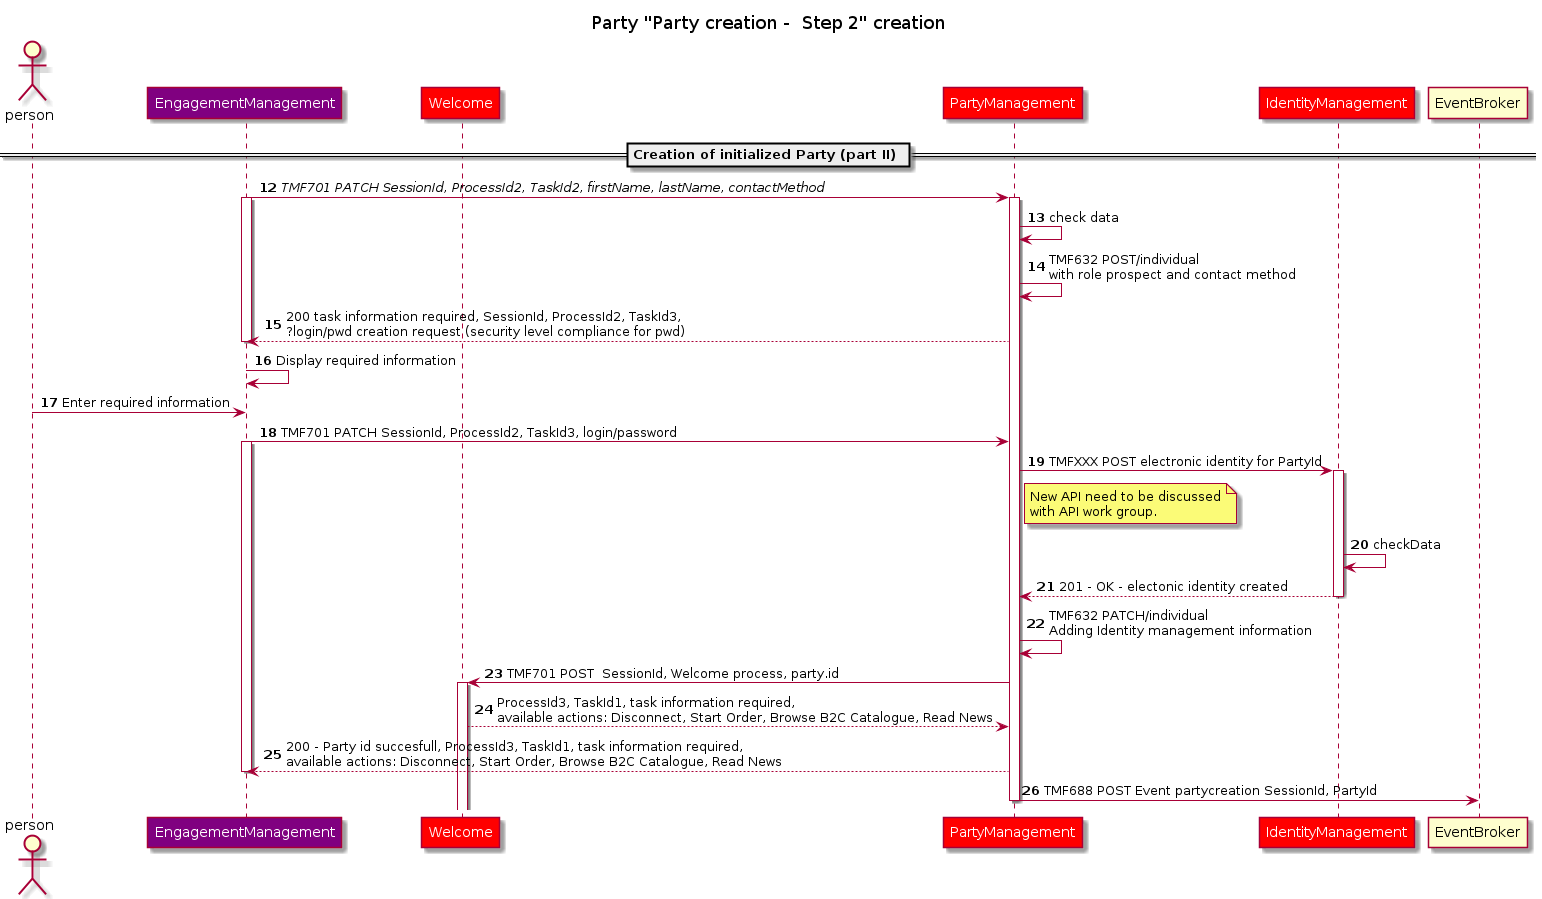 Party "Party creation -  Step 2" creation
person
EngagementManagement
Welcome
PartyManagement
IdentityManagement
EventBroker
Creation of initialized Party (part II)
12 TMF701 PATCH SessionId, ProcessId2, TaskId2, firstName, lastName, contactMethod
13 check data
14 TMF632 POST/individual
with role prospect and contact method
15 200 task information required, SessionId, ProcessId2, TaskId3,
?login/pwd creation request (security level compliance for pwd)
16 Display required information
17 Enter required information
18 TMF701 PATCH SessionId, ProcessId2, TaskId3, login/password
19 TMFXXX POST electronic identity for PartyId
New API need to be discussed
with API work group.
20 checkData
21 201 - OK - electonic identity created
22 TMF632 PATCH/individual
Adding Identity management information
23 TMF701 POST  SessionId, Welcome process, party.id
24 ProcessId3, TaskId1, task information required,
available actions: Disconnect, Start Order, Browse B2C Catalogue, Read News
25 200 - Party id succesfull, ProcessId3, TaskId1, task information required,
available actions: Disconnect, Start Order, Browse B2C Catalogue, Read News
26 TMF688 POST Event partycreation SessionId, PartyId
person
EngagementManagement
Welcome
PartyManagement
IdentityManagement
EventBroker